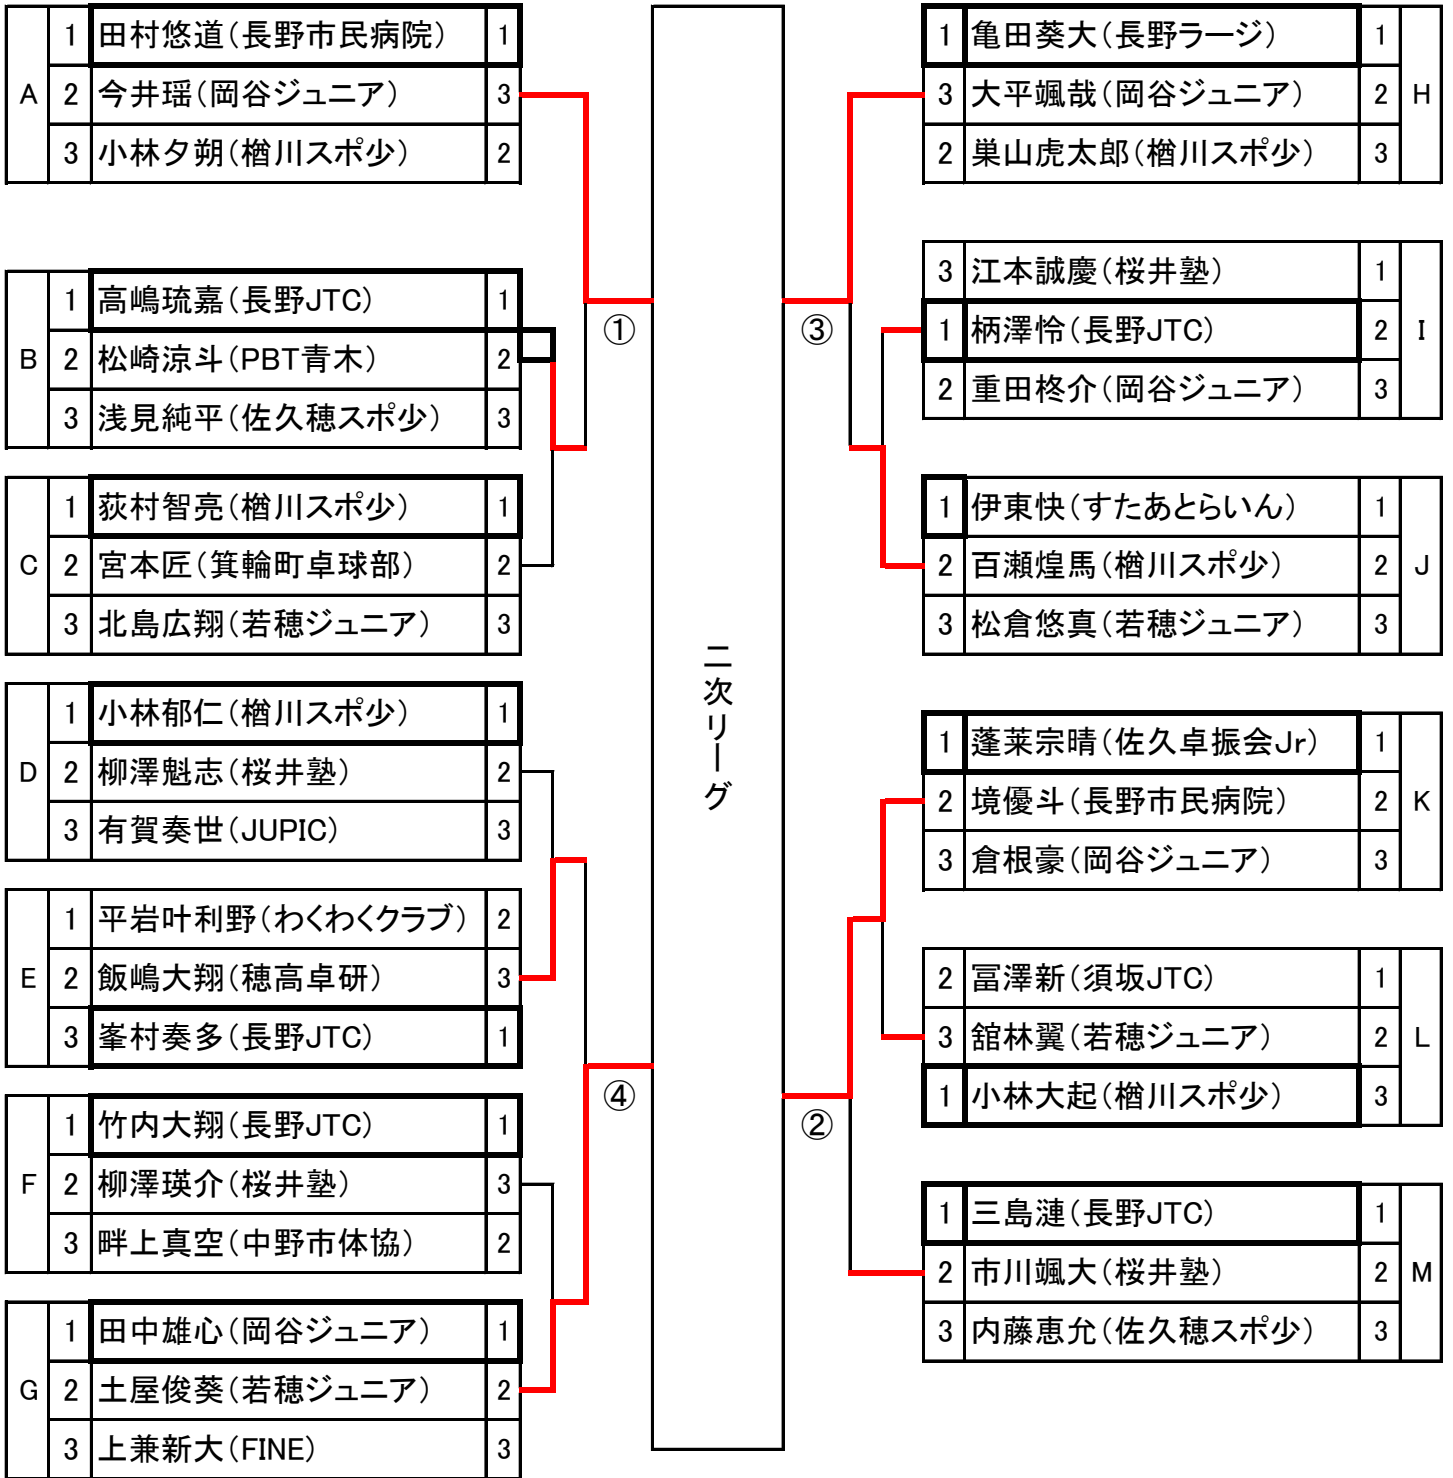 A
1 田村悠道(長野市民病院) 1
2 今井瑶(岡谷ジュニア) 3
3 小林夕朔(楢川スポ少) 2
B
1 高嶋琉嘉(長野JTC) 1
2 松崎涼斗(PBT青木) 2
3 浅見純平(佐久穂スポ少) 3
C
1 荻村智亮(楢川スポ少) 1
2 宮本匠(箕輪町卓球部) 2
3 北島広翔(若穂ジュニア) 3
D
1 小林郁仁(楢川スポ少) 1
2 柳澤魁志(桜井塾) 2
3 有賀奏世(JUPIC) 3
E
1 平岩叶利野(わくわくクラブ) 2
2 飯嶋大翔(穂高卓研) 3
3 峯村奏多(長野JTC) 1
F
1 竹内大翔(長野JTC) 1
2 柳澤瑛介(桜井塾) 3
3 畔上真空(中野市体協) 2
G
1 田中雄心(岡谷ジュニア) 1
2 土屋俊葵(若穂ジュニア) 2
3 上兼新大(FINE) 3
①
④
二次リーグ
③
②
1 亀田葵大(長野ラージ) 1
3 大平颯哉(岡谷ジュニア) 2
2 巣山虎太郎(楢川スポ少) 3
H
3 江本誠慶(桜井塾) 1
1 柄澤怜(長野JTC) 2
2 重田柊介(岡谷ジュニア) 3
I
1 伊東快(すたあとらいん) 1
2 百瀬煌馬(楢川スポ少) 2
3 松倉悠真(若穂ジュニア) 3
J
1 蓬莱宗晴(佐久卓振会Jr) 1
2 境優斗(長野市民病院) 2
3 倉根豪(岡谷ジュニア) 3
K
2 冨澤新(須坂JTC) 1
3 舘林翼(若穂ジュニア) 2
1 小林大起(楢川スポ少) 3
L
1 三島漣(長野JTC) 1
2 市川颯大(桜井塾) 2
3 内藤恵允(佐久穂スポ少) 3
M